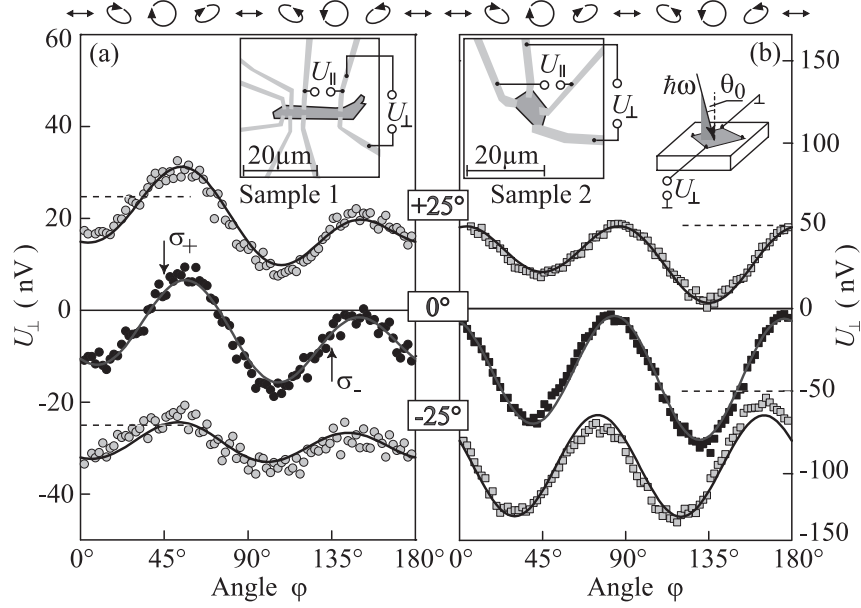 (a)
(b)
60
40
20
0
-20
-40
U⊥ ( nV)
U∥
U⊥
20μm
Sample 1
U∥
U⊥
20μm
Sample 2
ħω
θ0
U⊥
σ+
σ-
+25°
0°
-25°
150
100
50
0
-50
-100
-150
U⊥ ( nV)
0°
45°
90°
135°
180°
0°
45°
90°
135°
180°
Angle φ
Angle φ